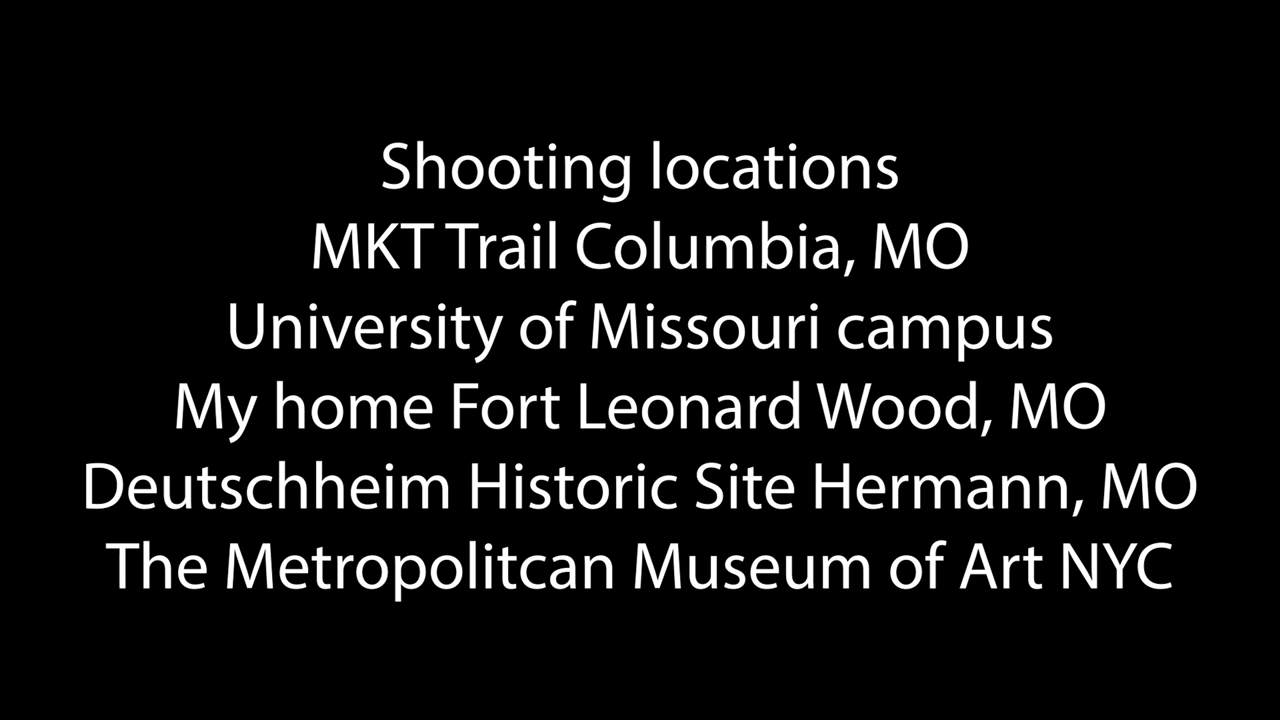 Shooting locations
MKT Trail Columbia, MO
University of Missouri campus
My home Fort Leonard Wood, MO
Deutschheim Historic Site Hermann, MO
The Metropolitcan Museum of Art NYC